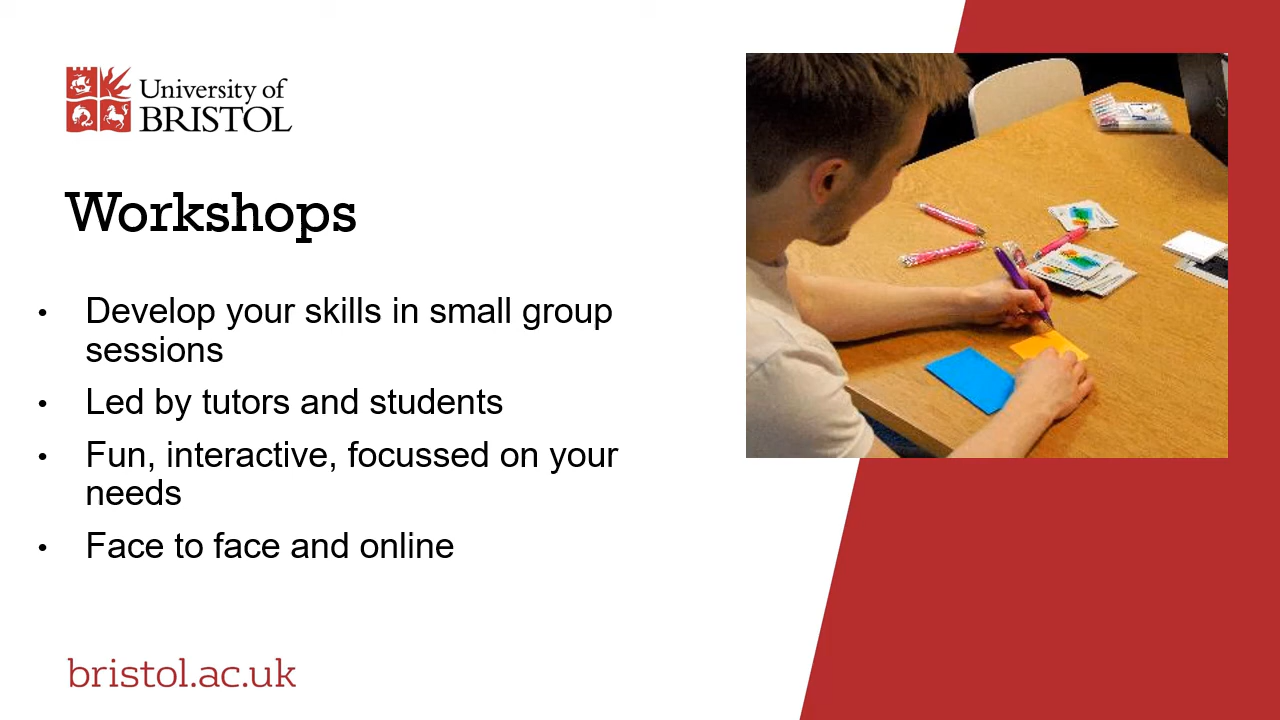 University of
BRISTOL
Workshops
• Develop your skills in small group
sessions
• Led by tutors and students
• Fun, interactive, focussed on your
needs
• Face to face and online
bristol.ac.uk